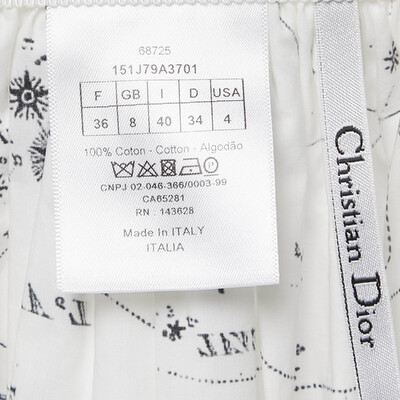 68725
151J79A3701
F GB I D USA
36 8 40 34 4
100% Coton - Cotton - Algodão
CNPJ 02-046-366/0003-99
CA65281
RN : 143628
Made In ITALY
ITALIA
Christian Dior